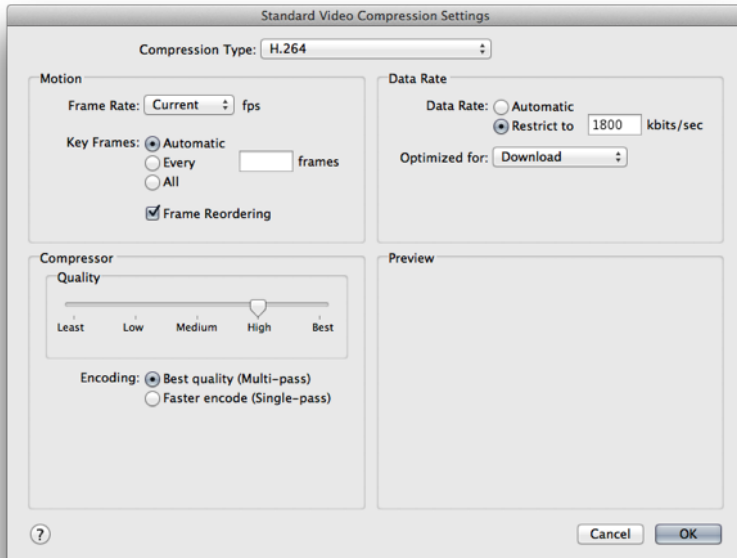 Standard Video Compression Settings
Compression Type: H.264
Motion
Frame Rate: Current fps
Key Frames: Automatic
Every frames
All
Frame Reordering
Data Rate
Data Rate: Automatic
Restrict to 1800 kbits/sec
Optimized for: Download
Compressor
Quality
Least Low Medium High Best
Encoding: Best quality (Multi-pass)
Faster encode (Single-pass)
Preview
?
Cancel OK